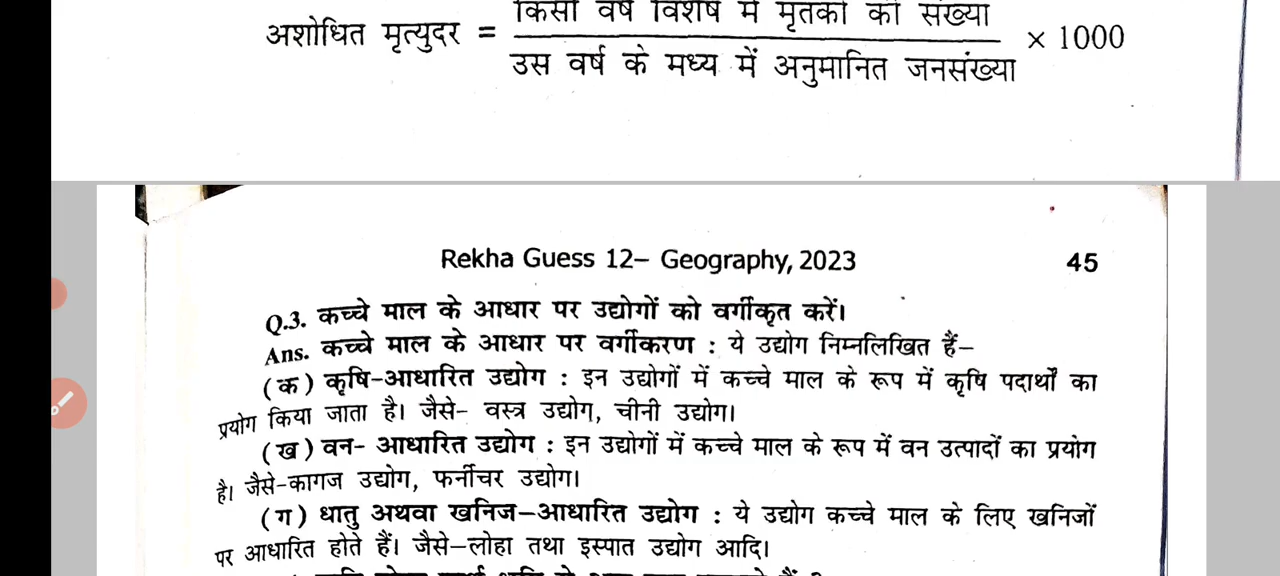 किसी वर्ष विशेष में मृतकों की संख्या
अशोधित मृत्युदर = × 1000
उस वर्ष के मध्य में अनुमानित जनसंख्या
Rekha Guess 12– Geography, 2023 45
Q.3. कच्चे माल के आधार पर उद्योगों को वर्गीकृत करें।
Ans. कच्चे माल के आधार पर वर्गीकरण : ये उद्योग निम्नलिखित हैं–
(क) कृषि-आधारित उद्योग : इन उद्योगों में कच्चे माल के रूप में कृषि पदार्थों का
प्रयोग किया जाता है। जैसे- वस्त्र उद्योग, चीनी उद्योग।
(ख) वन- आधारित उद्योग : इन उद्योगों में कच्चे माल के रूप में वन उत्पादों का प्रयोग
है। जैसे-कागज उद्योग, फर्नीचर उद्योग।
(ग) धातु अथवा खनिज-आधारित उद्योग : ये उद्योग कच्चे माल के लिए खनिजों
पर आधारित होते हैं। जैसे–लोहा तथा इस्पात उद्योग आदि।